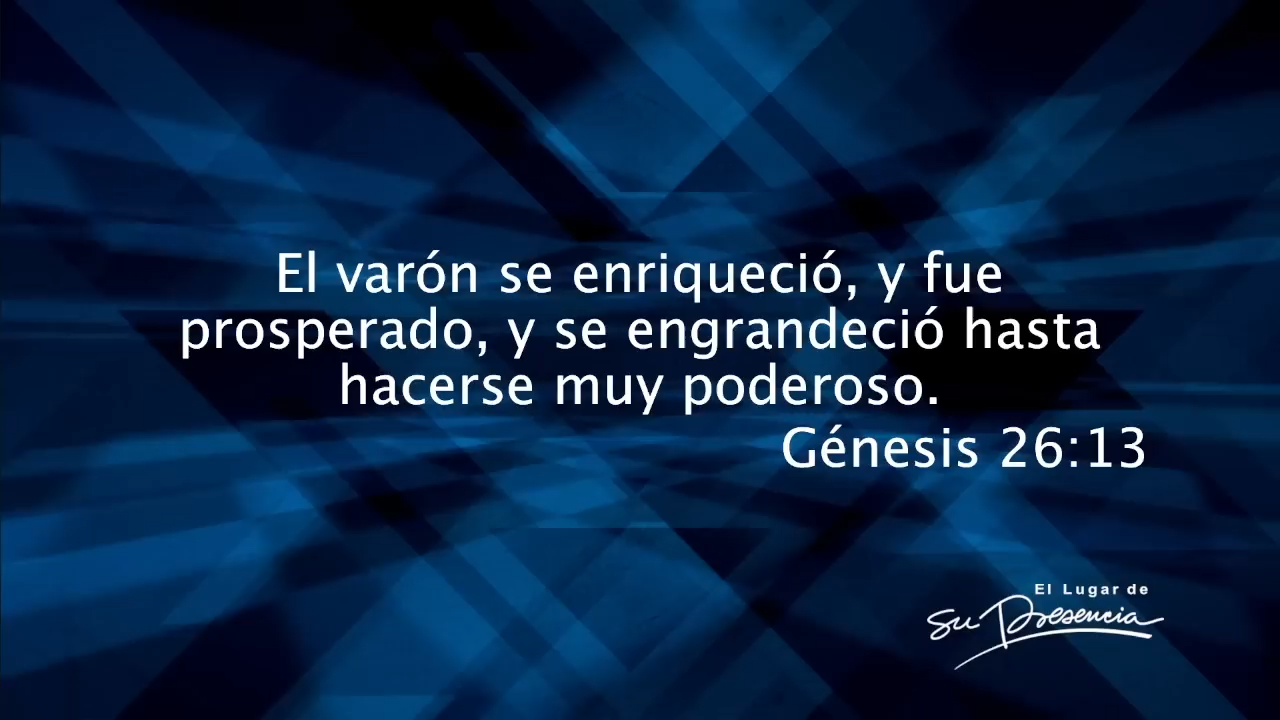 El varón se enriqueció, y fue
prosperado, y se engrandeció hasta
hacerse muy poderoso.
Génesis 26:13
El Lugar de
Su Presencia